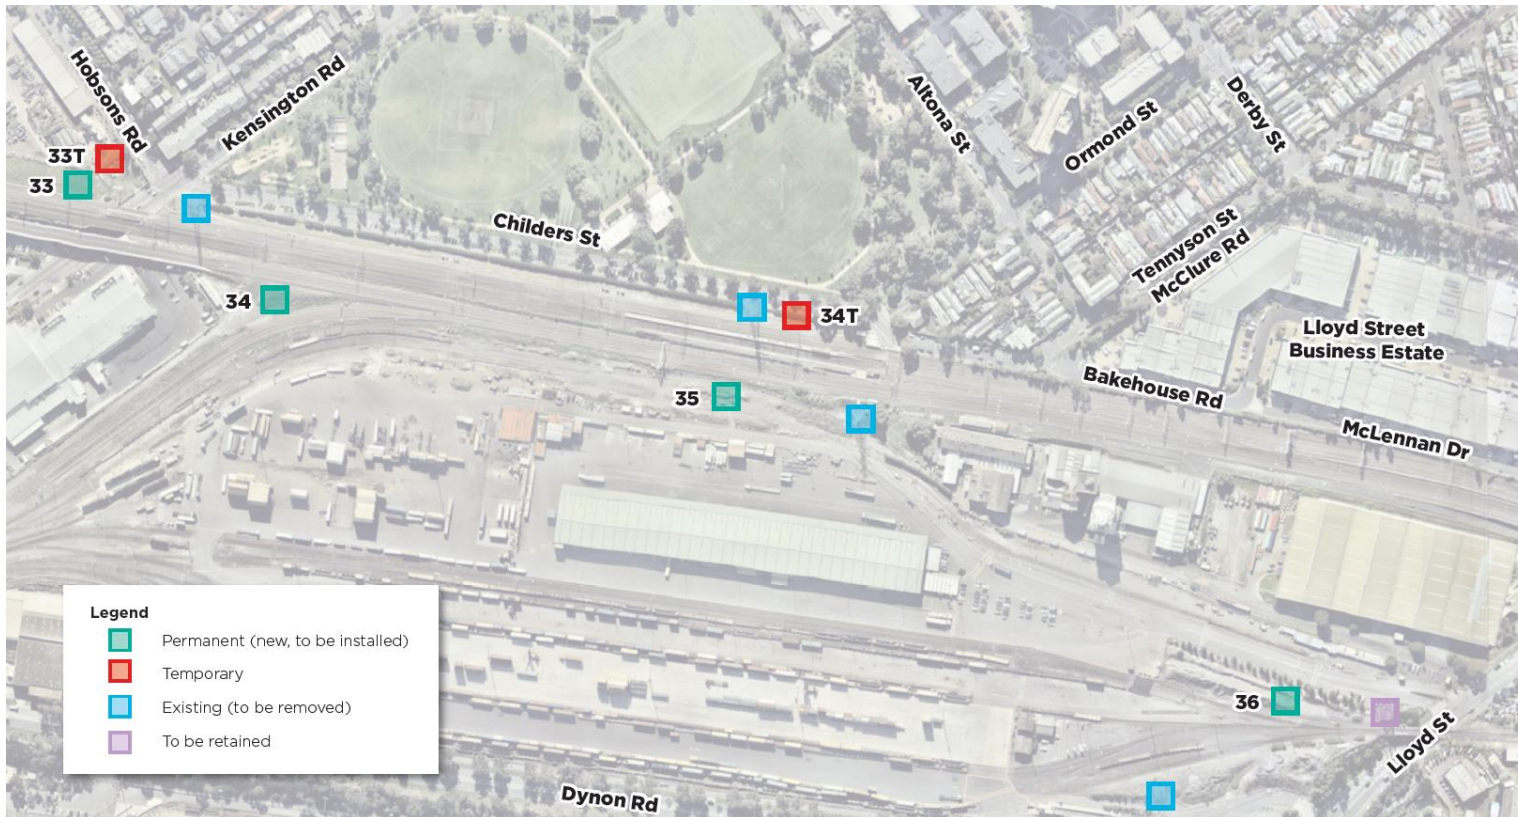 Hobsons Rd
Kensington Rd
Altona St
Ormond St
Derby St
33T
33
Childers St
Tennyson St
McClure Rd
34
34T
Lloyd Street
Business Estate
35
Bakehouse Rd
McLennan Dr
Legend
Permanent (new, to be installed)
Temporary
Existing (to be removed)
To be retained
36
Lloyd St
Dynon Rd